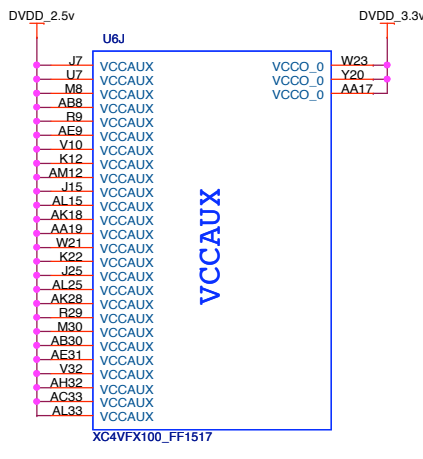 DVDD_2.5v DVDD_3.3v
U6J
J7 VCCAUX VCCO_0 W23
U7 VCCAUX VCCO_0 Y20
M8 VCCAUX VCCO_0 AA17
AB8 VCCAUX
R9 VCCAUX
AE9 VCCAUX
V10 VCCAUX
K12 VCCAUX
AM12 VCCAUX
J15 VCCAUX
AL15 VCCAUX
AK18 VCCAUX
AA19 VCCAUX
W21 VCCAUX
K22 VCCAUX
J25 VCCAUX
AL25 VCCAUX
AK28 VCCAUX
R29 VCCAUX
M30 VCCAUX
AB30 VCCAUX
AE31 VCCAUX
V32 VCCAUX
AH32 VCCAUX
AC33 VCCAUX
AL33 VCCAUX
VCCAUX
XC4VFX100_FF1517